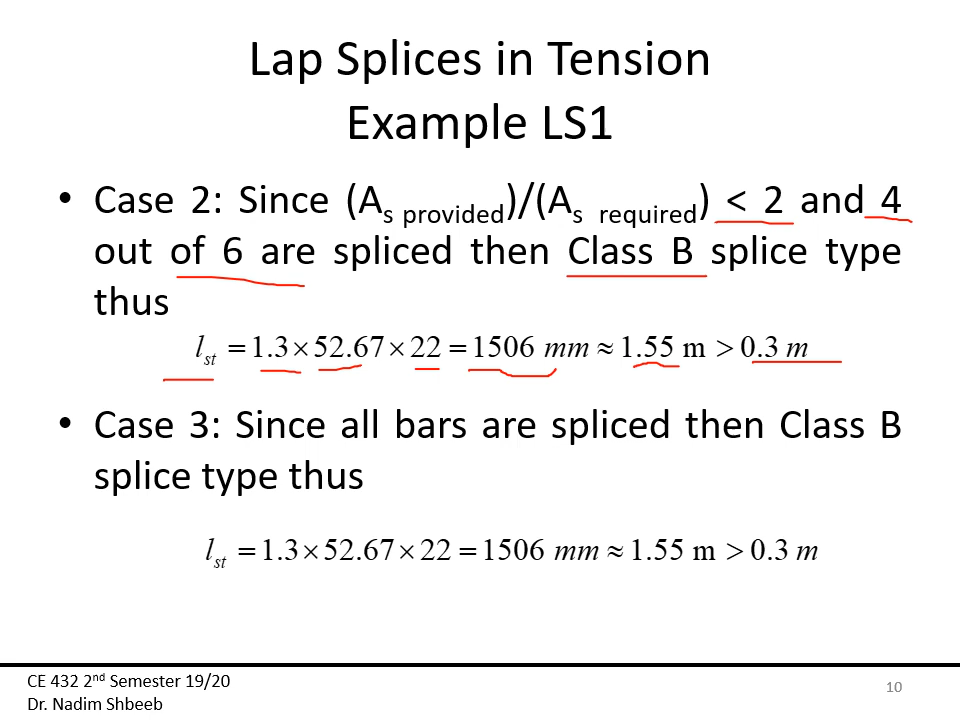 Lap Splices in Tension
Example LS1
• Case 2: Since (As provided)/(As required) < 2 and 4
out of 6 are spliced then Class B splice type
thus
lst = 1.3 × 52.67 × 22 = 1506 mm ≈ 1.55 m > 0.3 m
• Case 3: Since all bars are spliced then Class B
splice type thus
lst = 1.3 × 52.67 × 22 = 1506 mm ≈ 1.55 m > 0.3 m
CE 432 2nd Semester 19/20
Dr. Nadim Shbeeb
10